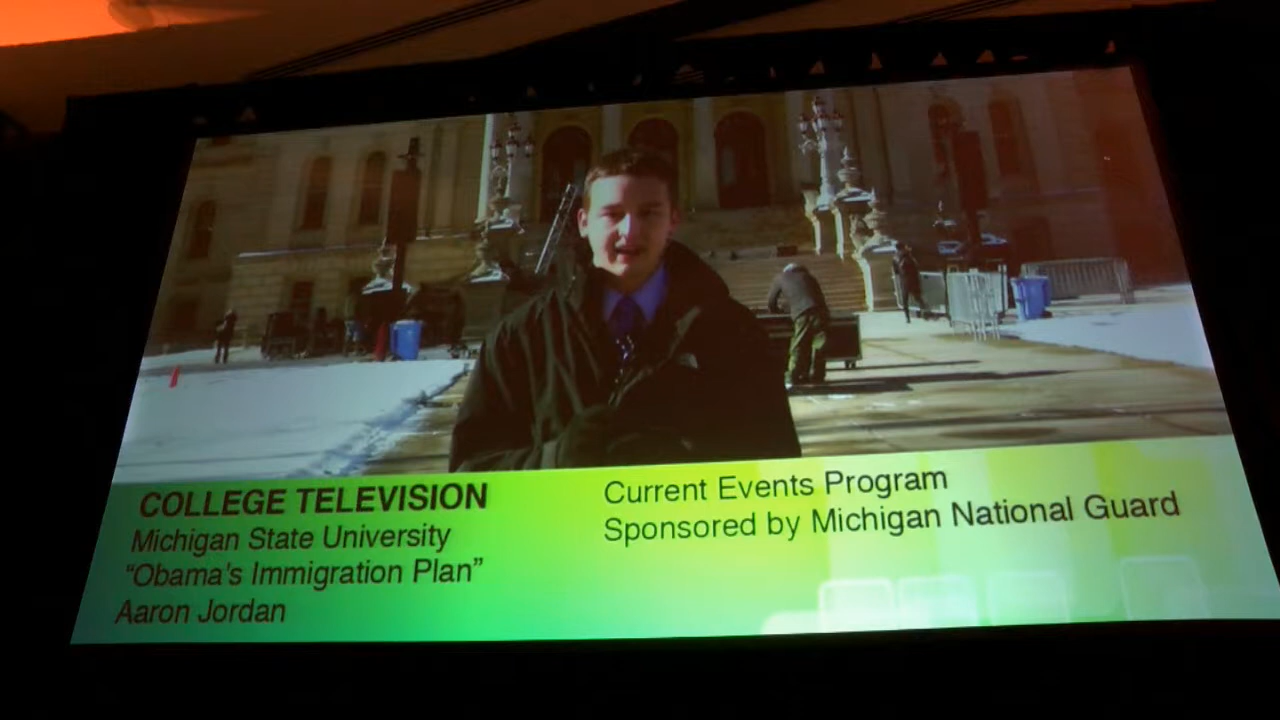 COLLEGE TELEVISION
Michigan State University
“Obama's Immigration Plan”
Aaron Jordan
Current Events Program
Sponsored by Michigan National Guard